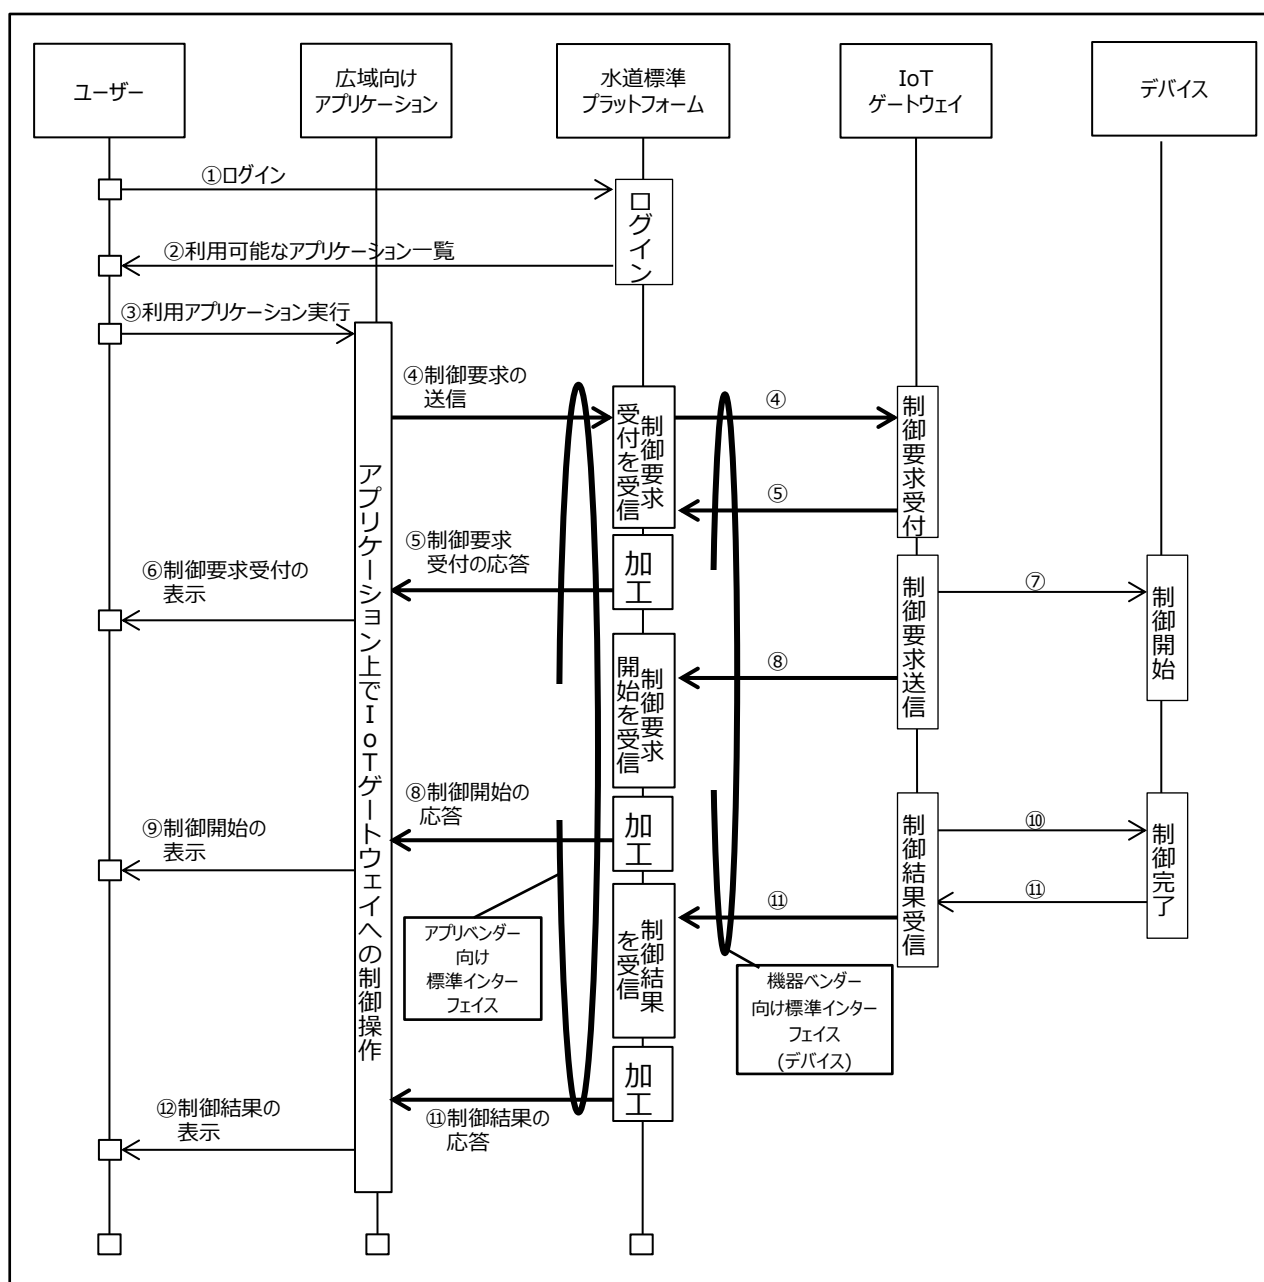 ユーザー
広域向け
アプリケーション
水道標準
プラットフォーム
IoT
ゲートウェイ
デバイス
①ログイン
ログイン
②利用可能なアプリケーション一覧
③利用アプリケーション実行
アプリケーション上でIoTゲートウェイへの制御操作
④制御要求の
送信
制御要求
受付を受信
④
制御要求受付
⑤
⑤制御要求
受付の応答
加工
⑥制御要求受付の
表示
制御要求送信
⑦
制御開始
⑧
制御要求
開始を受信
⑧制御開始の
応答
加工
⑨制御開始の
表示
制御結果受信
⑩
制御完了
⑪
⑪
制御結果
を受信
アプリベンダー
向け
標準インター
フェイス
機器ベンダー
向け標準インター
フェイス
(デバイス)
加工
⑪制御結果の
応答
⑫制御結果の
表示